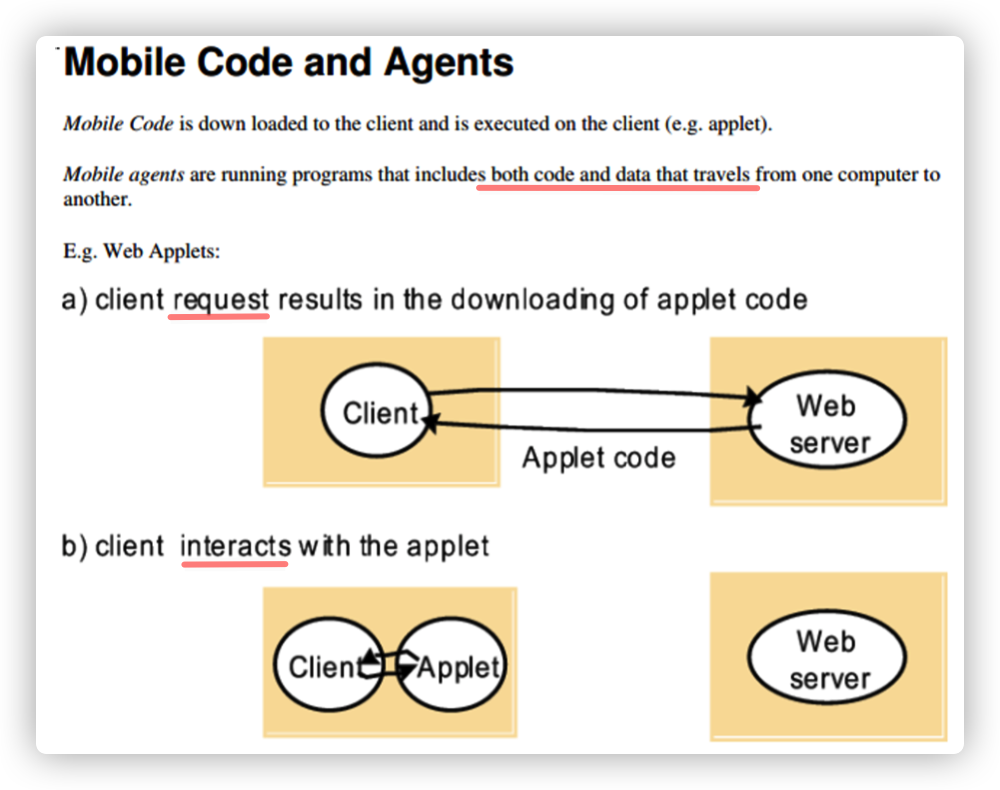 Mobile Code and Agents
Mobile Code is down loaded to the client and is executed on the client (e.g. applet).
Mobile agents are running programs that includes both code and data that travels from one computer to
another.
E.g. Web Applets:
a) client request results in the downloading of applet code
Client
Web
server
Applet code
b) client interacts with the applet
Client
Applet
Web
server